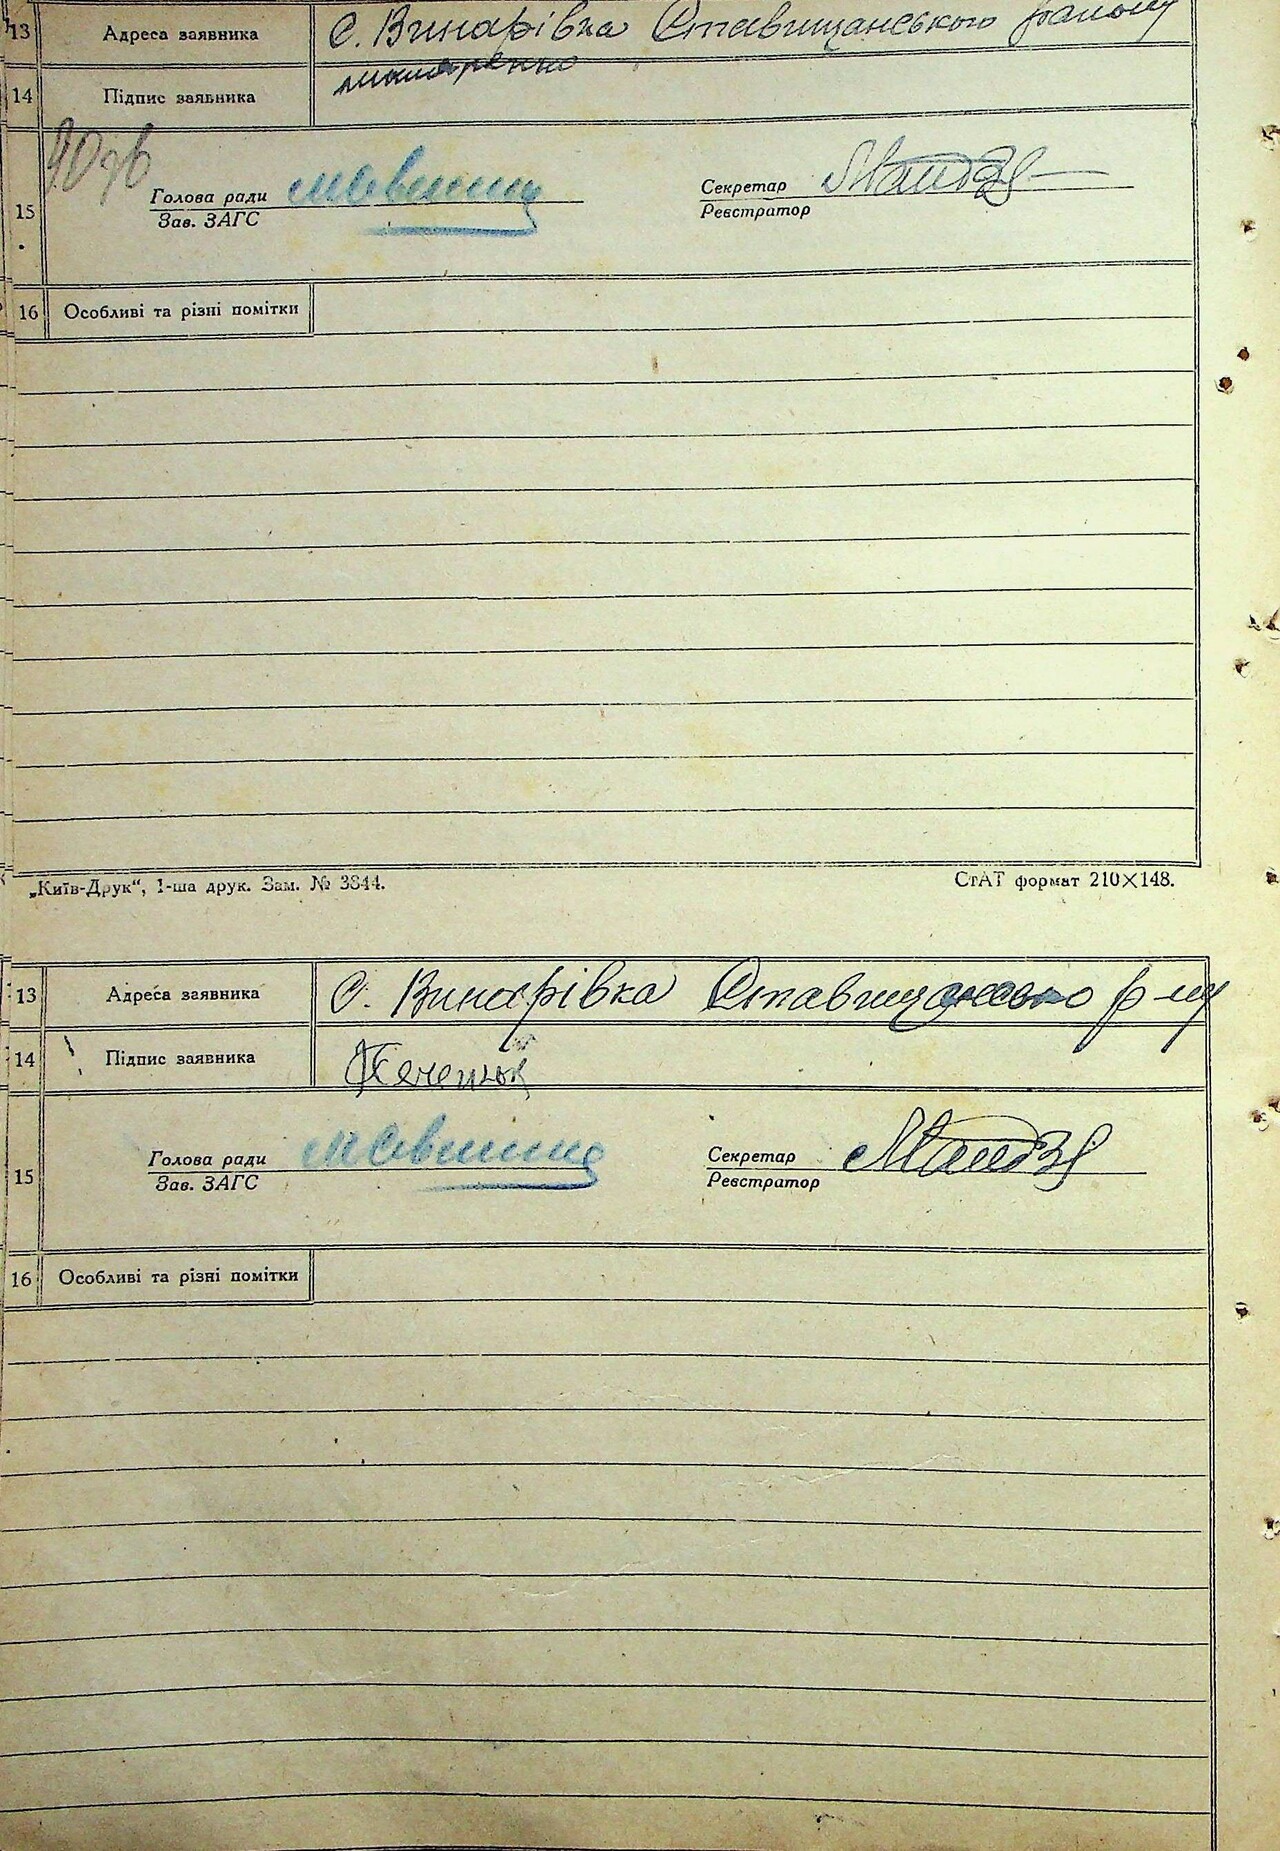 13 Адреса заявника с. Винарівка Ставищанського району
14 Підпис заявника
15 Голова ради Секретар
Зав. ЗАГС Реєстратор
16 Особливі та різні помітки
„Київ-Друк“, 1-ша друк. Зам. № 3844. СтАТ формат 210×148.
13 Адреса заявника с. Винарівка Ставищанського р-ну
14 Підпис заявника
15 Голова ради Секретар
Зав. ЗАГС Реєстратор
16 Особливі та різні помітки